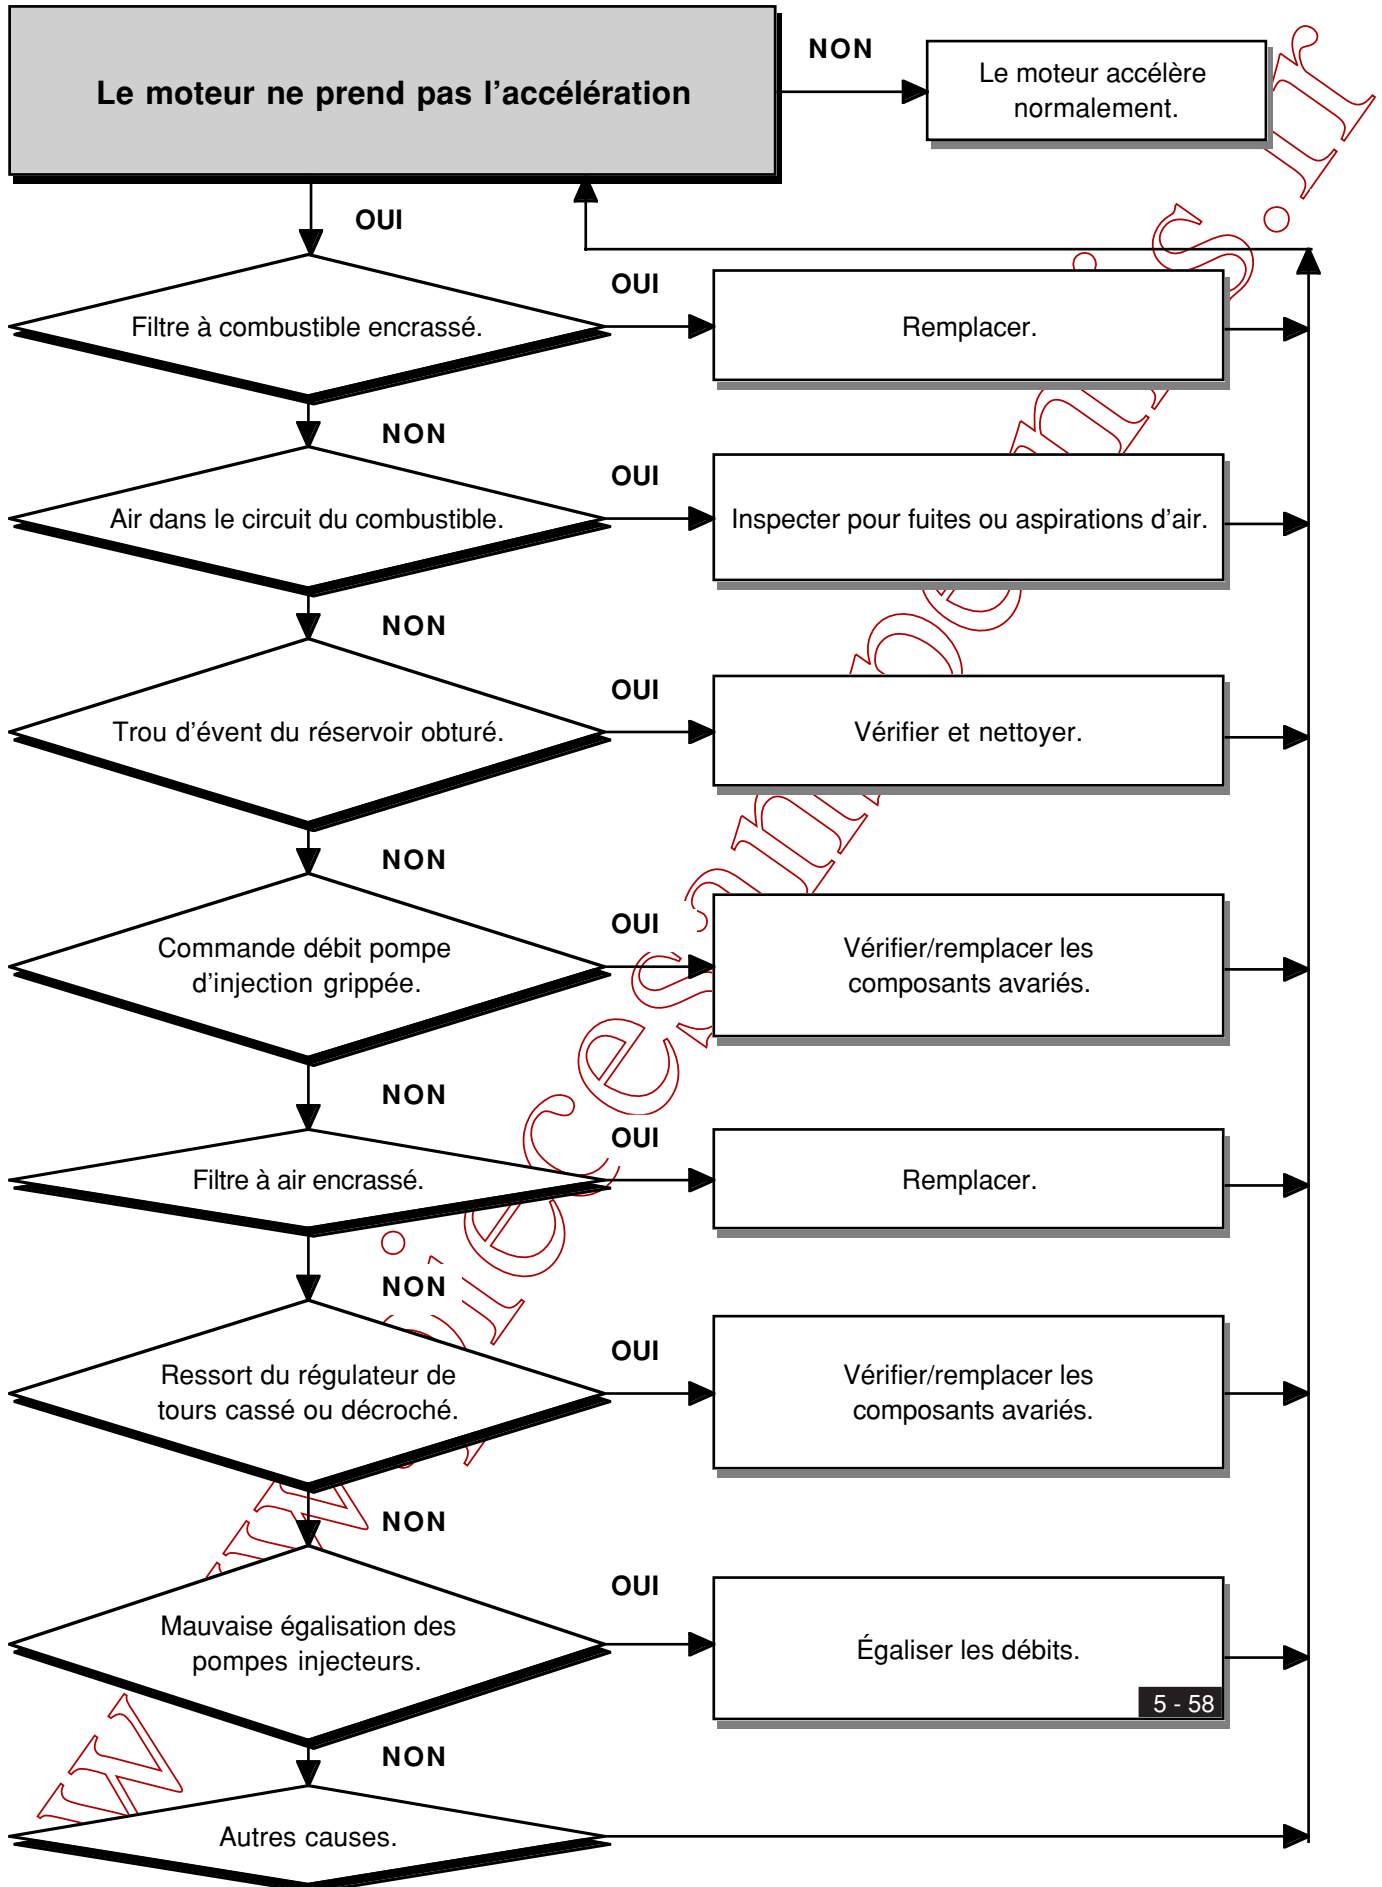 Le moteur ne prend pas l'accélération
NON
Le moteur accélère
normalement.
OUI
Filtre à combustible encrassé.
OUI
Remplacer.
NON
Air dans le circuit du combustible.
OUI
Inspecter pour fuites ou aspirations d'air.
NON
Trou d'évent du réservoir obturé.
OUI
Vérifier et nettoyer.
NON
Commande débit pompe
d'injection grippée.
OUI
Vérifier/remplacer les
composants avariés.
NON
Filtre à air encrassé.
OUI
Remplacer.
NON
Ressort du régulateur de
tours cassé ou décroché.
OUI
Vérifier/remplacer les
composants avariés.
NON
Mauvaise égalisation des
pompes injecteurs.
OUI
Égaliser les débits.
5 - 58
NON
Autres causes.